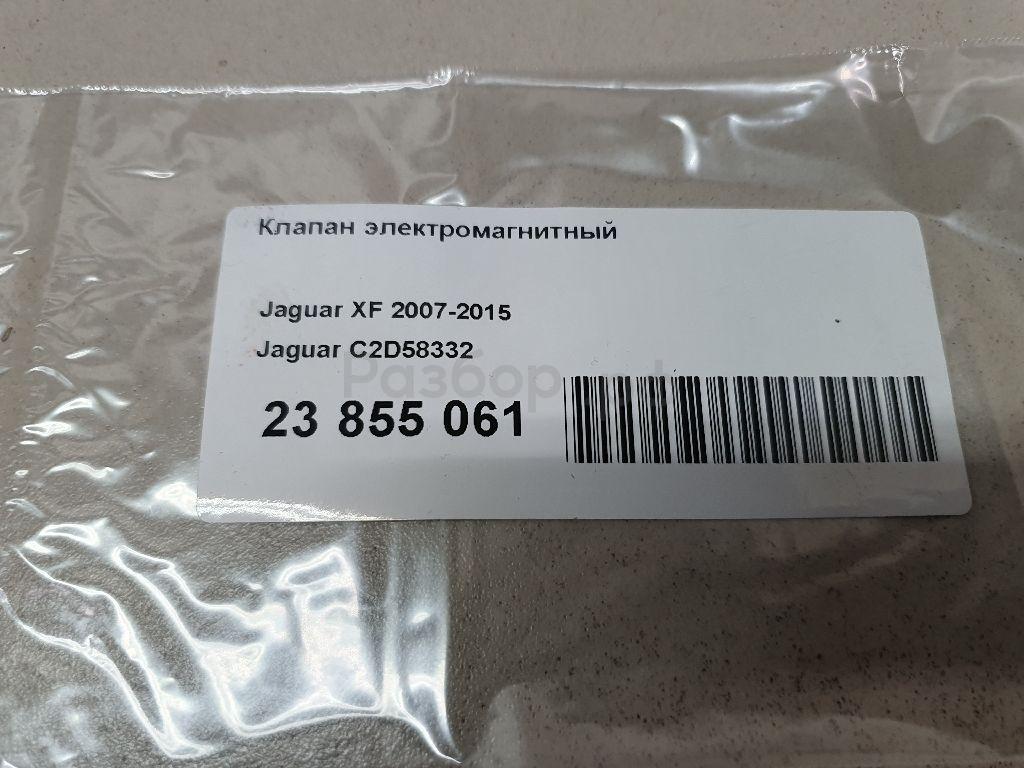 Клапан электромагнитный
Jaguar XF 2007-2015
Jaguar C2D58332
23 855 061